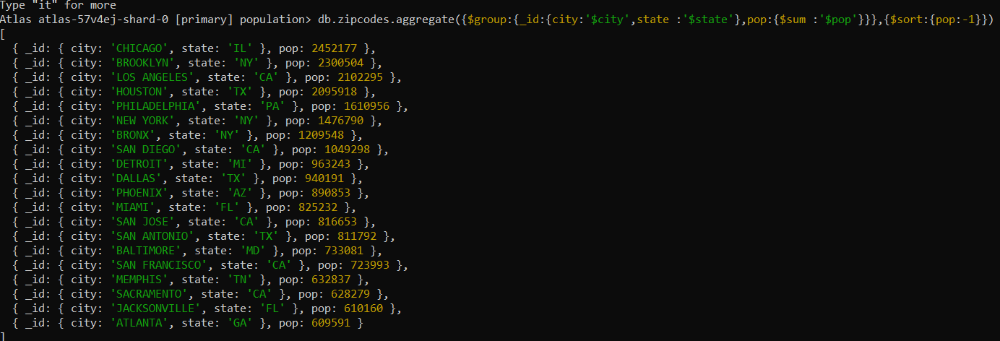 Type "it" for more
Atlas atlas-57v4ej-shard-0 [primary] population> db.zipcodes.aggregate({$group:{_id:{city:'$city',state :'$state'},pop:{$sum :'$pop'}}},{$sort:{pop:-1}})
[
  { _id: { city: 'CHICAGO', state: 'IL' }, pop: 2452177 },
  { _id: { city: 'BROOKLYN', state: 'NY' }, pop: 2300504 },
  { _id: { city: 'LOS ANGELES', state: 'CA' }, pop: 2102295 },
  { _id: { city: 'HOUSTON', state: 'TX' }, pop: 2095918 },
  { _id: { city: 'PHILADELPHIA', state: 'PA' }, pop: 1610956 },
  { _id: { city: 'NEW YORK', state: 'NY' }, pop: 1476790 },
  { _id: { city: 'BRONX', state: 'NY' }, pop: 1209548 },
  { _id: { city: 'SAN DIEGO', state: 'CA' }, pop: 1049298 },
  { _id: { city: 'DETROIT', state: 'MI' }, pop: 963243 },
  { _id: { city: 'DALLAS', state: 'TX' }, pop: 940191 },
  { _id: { city: 'PHOENIX', state: 'AZ' }, pop: 890853 },
  { _id: { city: 'MIAMI', state: 'FL' }, pop: 825232 },
  { _id: { city: 'SAN JOSE', state: 'CA' }, pop: 816653 },
  { _id: { city: 'SAN ANTONIO', state: 'TX' }, pop: 811792 },
  { _id: { city: 'BALTIMORE', state: 'MD' }, pop: 733081 },
  { _id: { city: 'SAN FRANCISCO', state: 'CA' }, pop: 723993 },
  { _id: { city: 'MEMPHIS', state: 'TN' }, pop: 632837 },
  { _id: { city: 'SACRAMENTO', state: 'CA' }, pop: 628279 },
  { _id: { city: 'JACKSONVILLE', state: 'FL' }, pop: 610160 },
  { _id: { city: 'ATLANTA', state: 'GA' }, pop: 609591 }
]